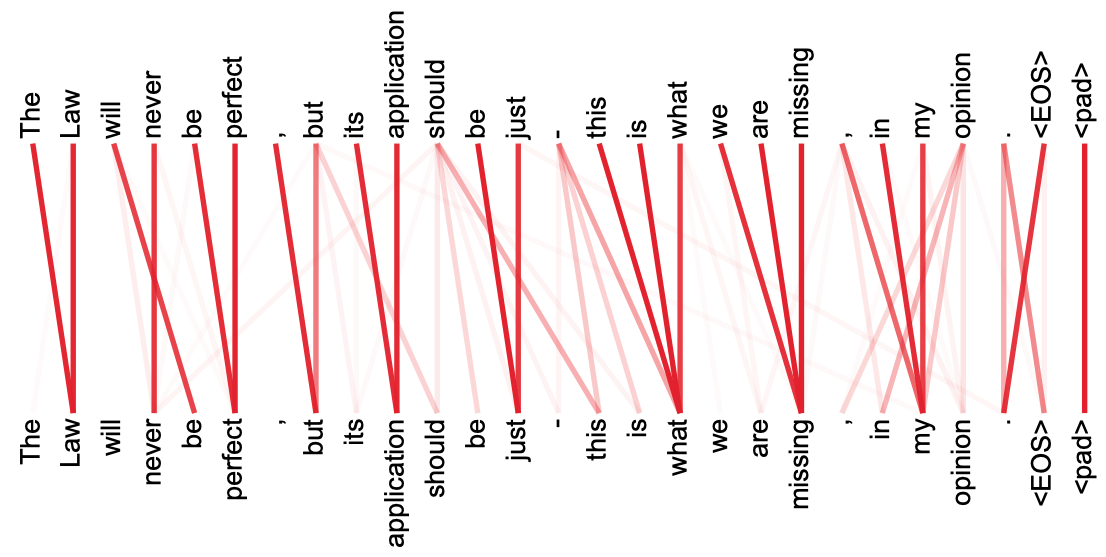 The Law will never be perfect , but its application should be just - this is what we are missing , in my opinion . <EOS> <pad>
The Law will never be perfect , but its application should be just - this is what we are missing , in my opinion . <EOS> <pad>